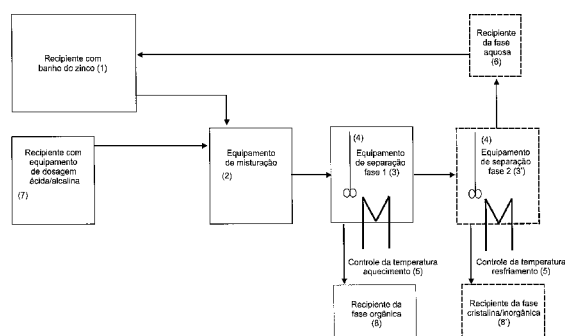 Recipiente com
banho do zinco (1)
Recipiente
da fase
aquosa
(6)
Recipiente com
equipamento
de dosagem
écida/alcalina
(7)
Equipamento
de misturação
(2)
(4)
Equipamento
de separação
fase 1 (3)
(4)
Equipamento
de separação
fase 2 (3')
Controle da temperatura
aquecimento (5)
Controle da temperatura
resfriamento (5)
Recipiente da
fase orgânica
(8)
Recipiente da fase
cristalina/inorgânica
(8')